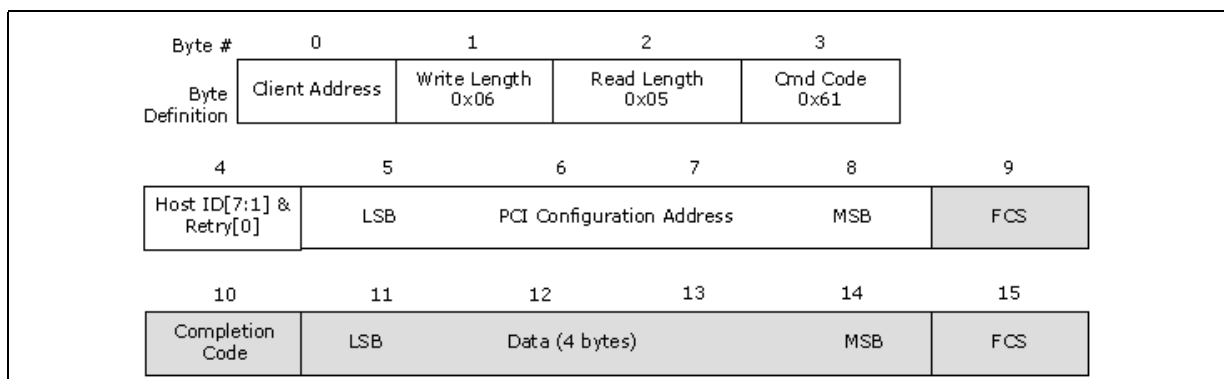 Byte # 0 1 2 3
Byte Definition Client Address Write Length 0x06 Read Length 0x05 Cmd Code 0x61
4 5 6 7 8 9
Host ID[7:1] & Retry[0] LSB PCI Configuration Address MSB FCS
10 11 12 13 14 15
Completion Code LSB Data (4 bytes) MSB FCS